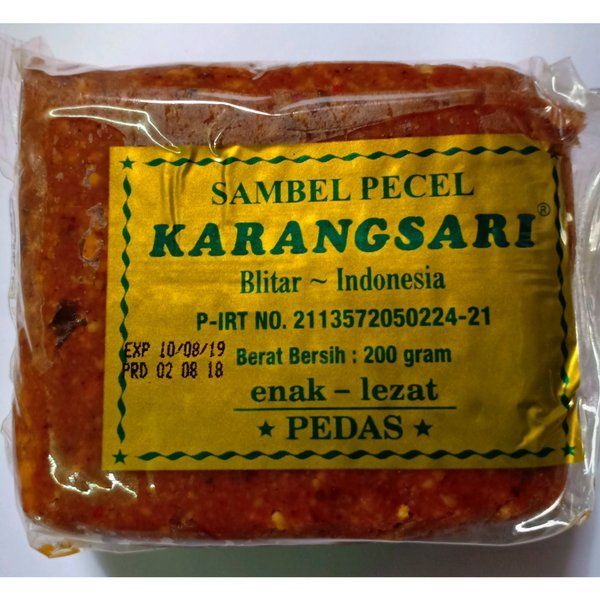 SAMBEL PECEL
KARANGSARI®
Blitar ~ Indonesia
P-IRT NO. 2113572050224-21
EXP 10/08/19
PRD 02 08 18
Berat Bersih : 200 gram
enak – lezat
★ PEDAS ★